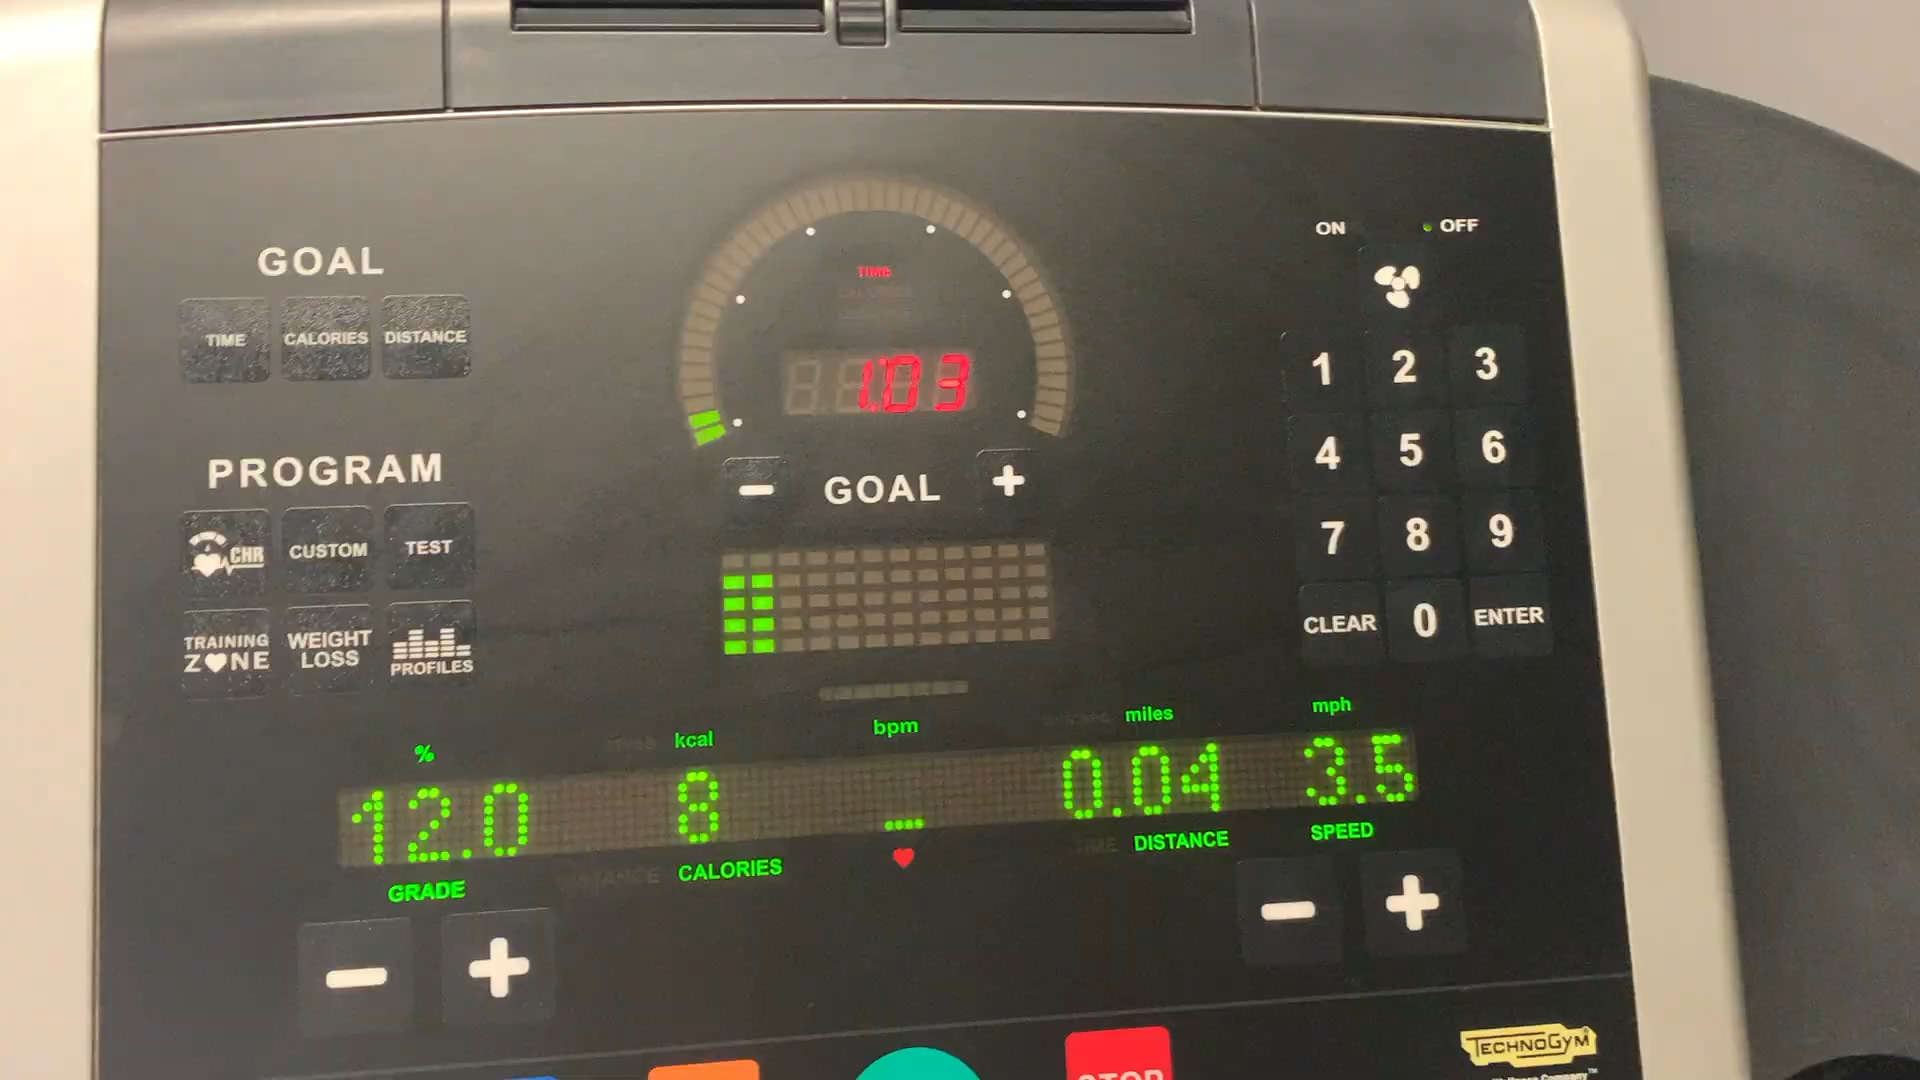 ON OFF
GOAL
TIME CALORIES DISTANCE
TIME
1:03
GOAL
1 2 3
4 5 6
7 8 9
CLEAR 0 ENTER
PROGRAM
CHR CUSTOM TEST
TRAINING ZONE
WEIGHT LOSS
PROFILES
% kcal bpm miles mph
12.0 8 --- 0.04 3.5
GRADE CALORIES DISTANCE SPEED
STOP
TECHNOGYM